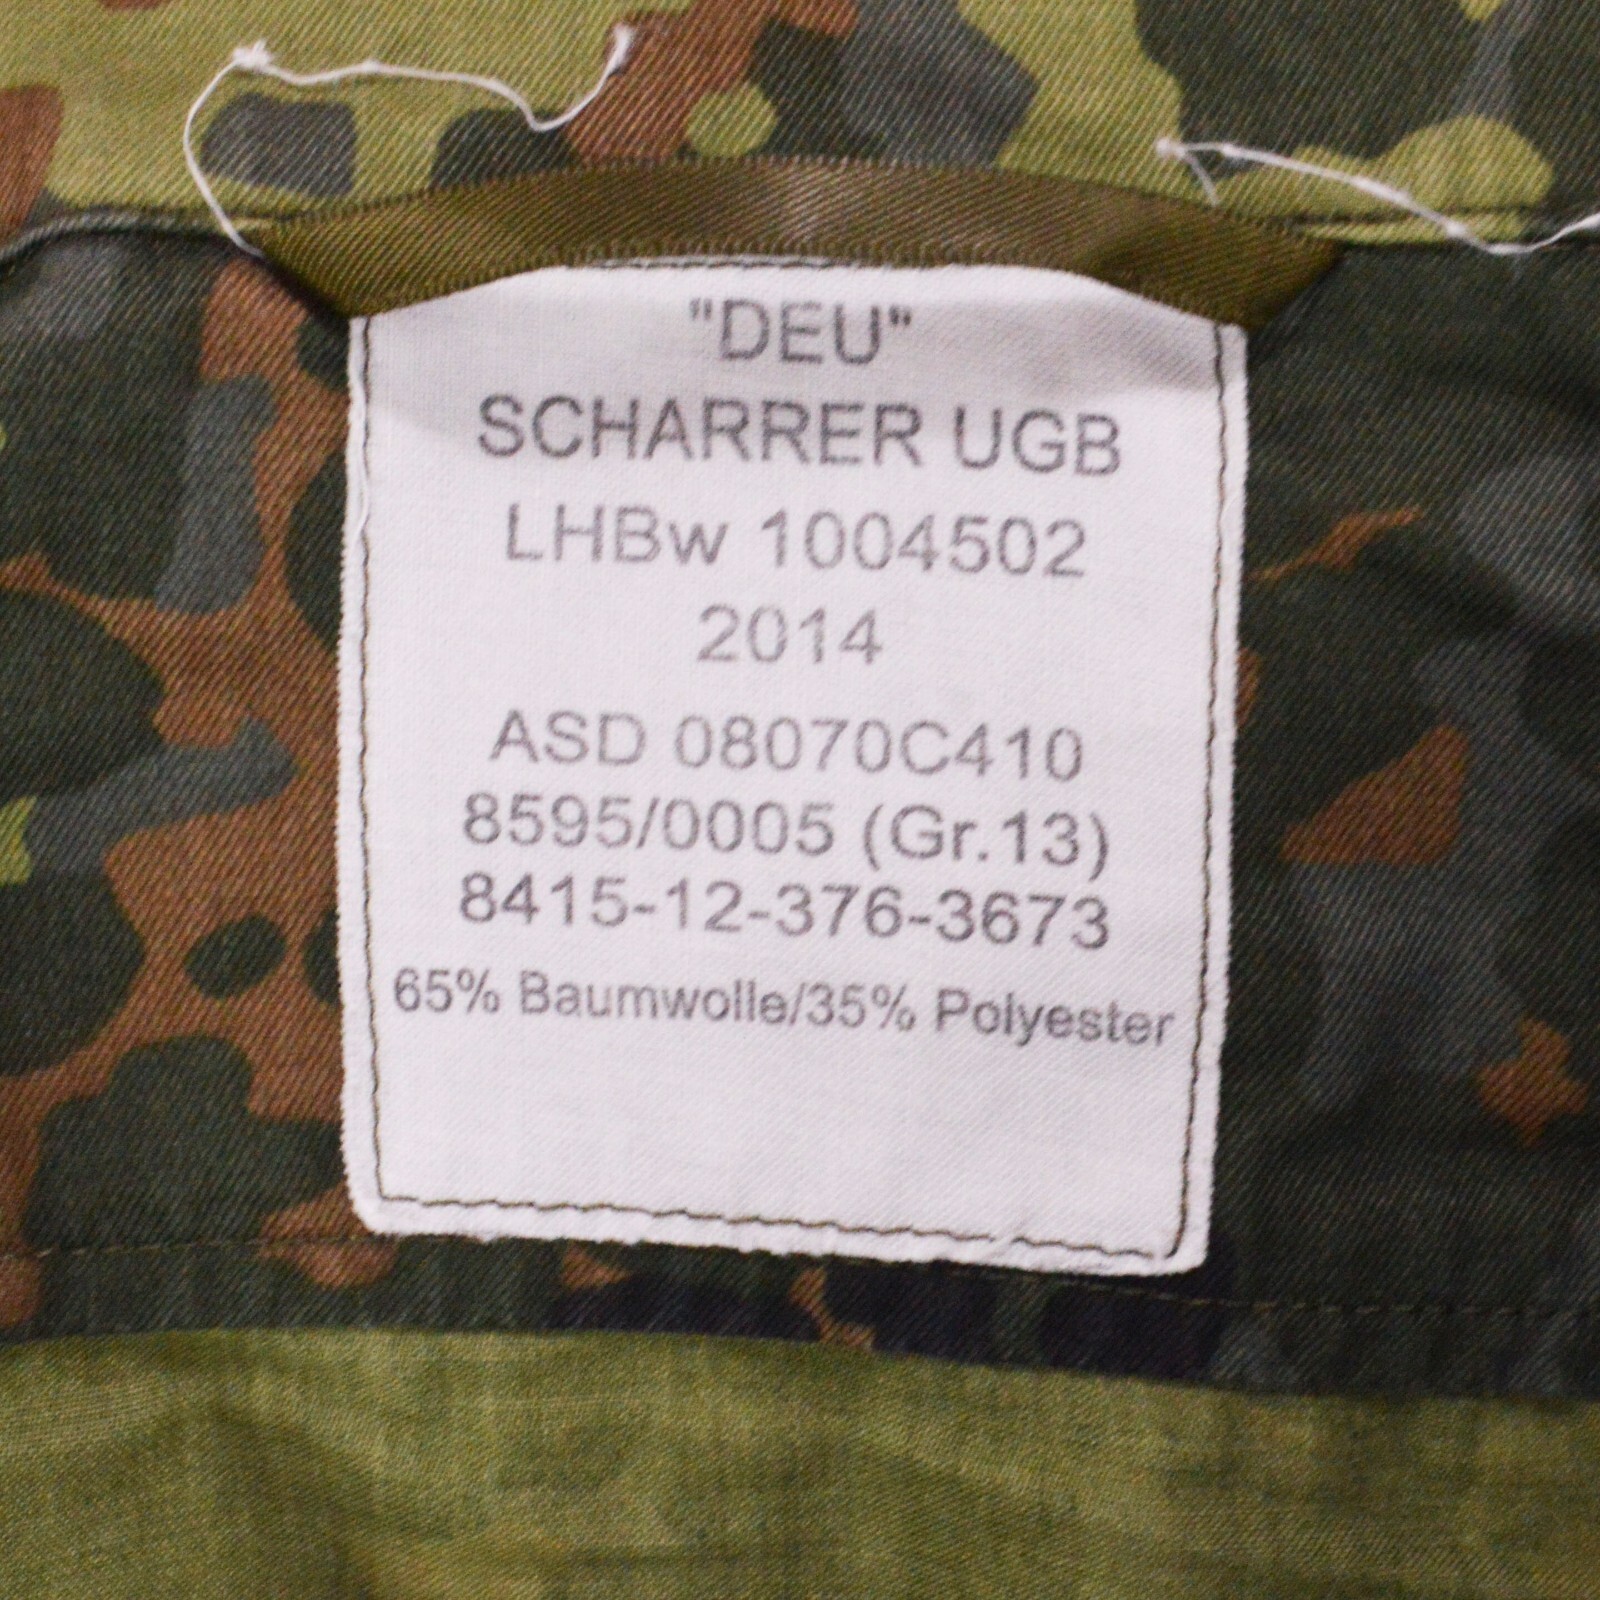 "DEU"
SCHARRER UGB
LHBw 1004502
2014
ASD 08070C410
8595/0005 (Gr.13)
8415-12-376-3673
65% Baumwolle/35% Polyester